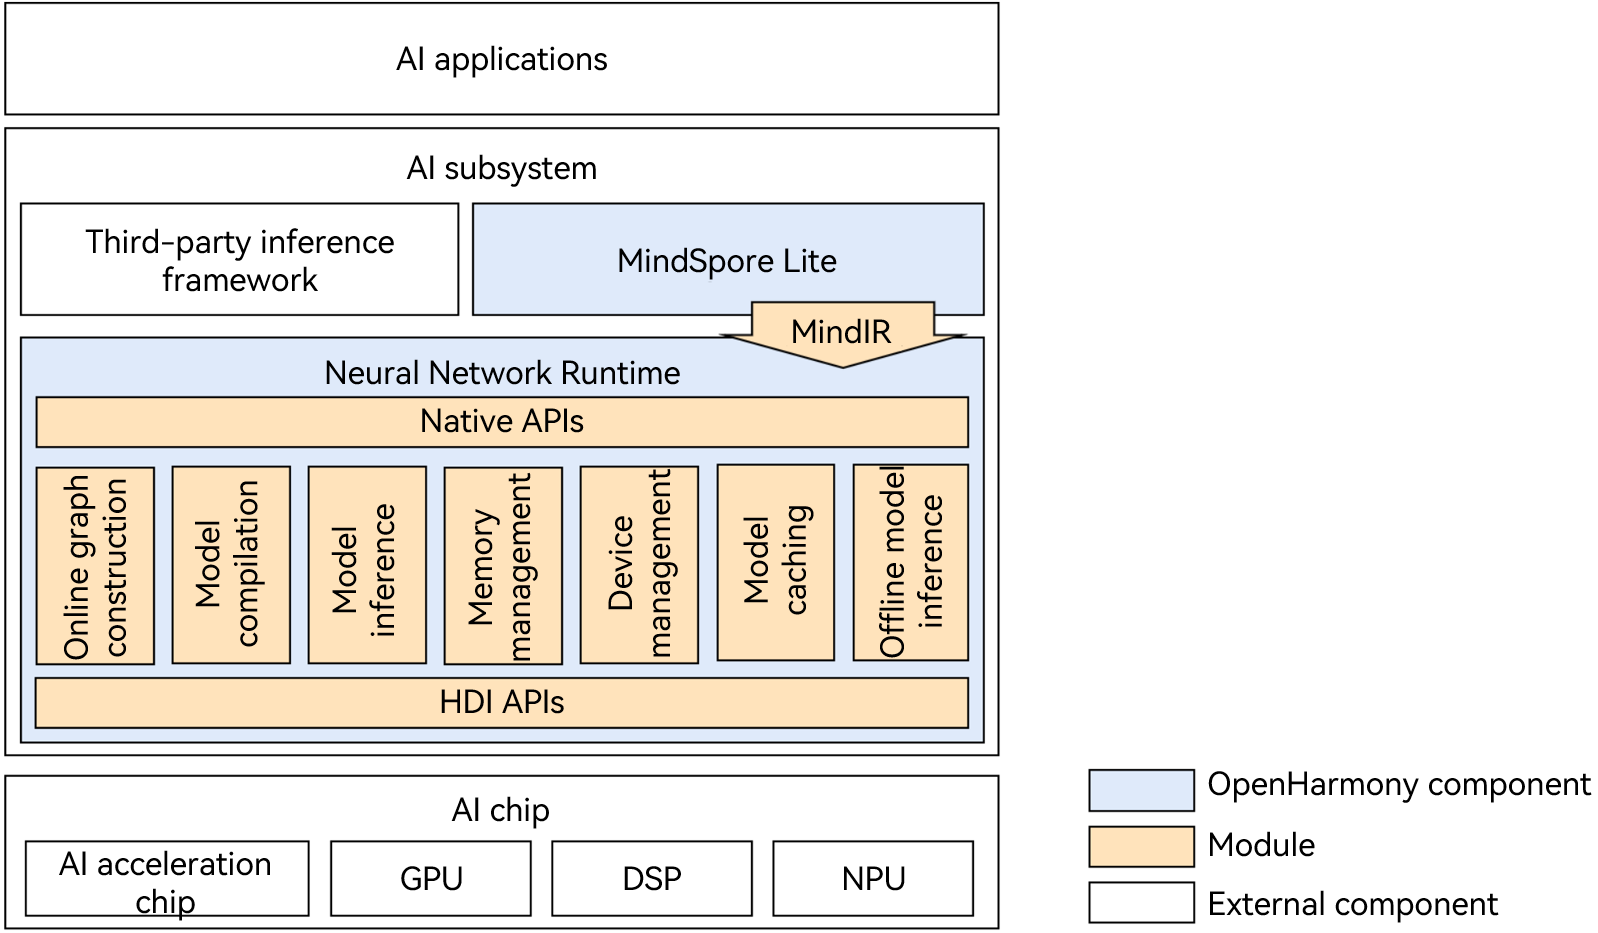 AI applications
AI subsystem
Third-party inference
framework
MindSpore Lite
MindIR
Neural Network Runtime
Native APIs
Online graph
construction
Model
compilation
Model
inference
Memory
management
Device
management
Model
caching
Offline model
inference
HDI APIs
AI chip
AI acceleration
chip
GPU
DSP
NPU
OpenHarmony component
Module
External component